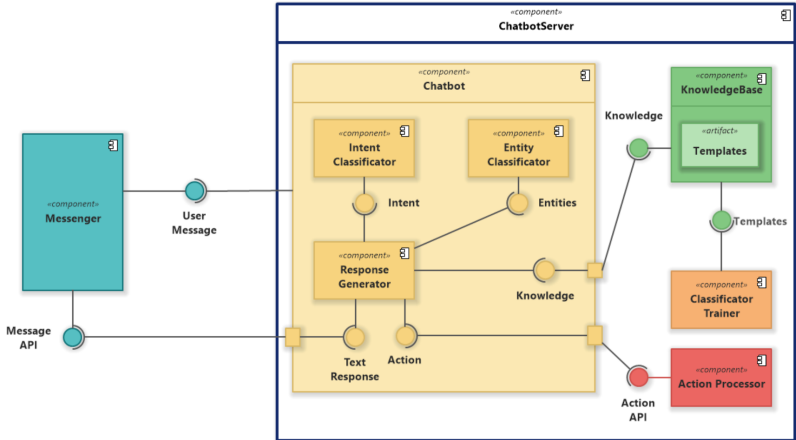 «component»
ChatbotServer
«component»
Chatbot
«component»
KnowledgeBase
«artifact»
Templates
Knowledge
«component»
Intent
Classificator
«component»
Entity
Classificator
«component»
Messenger
User
Message
Intent
Entities
Templates
«component»
Response
Generator
Knowledge
«component»
Classificator
Trainer
Message
API
Text
Response
Action
«component»
Action Processor
Action
API